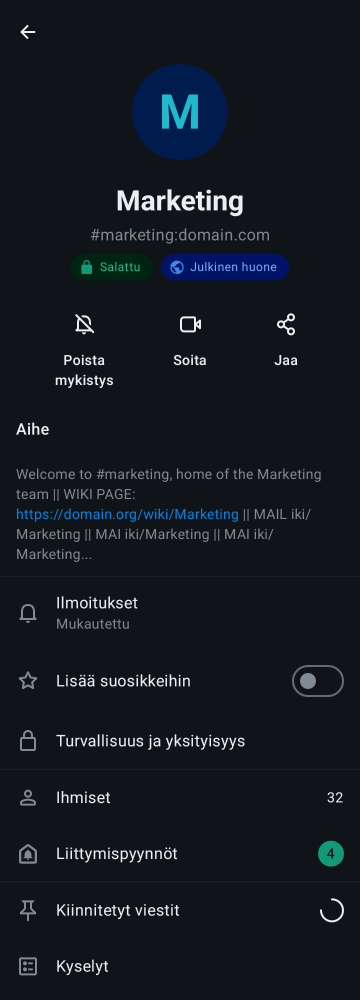 M
Marketing
#marketing:domain.com
Salattu
Julkinen huone
Poista
mykistys
Soita
Jaa
Aihe
Welcome to #marketing, home of the Marketing
team || WIKI PAGE:
https://domain.org/wiki/Marketing || MAIL iki/
Marketing || MAI iki/Marketing || MAI iki/
Marketing...
Ilmoitukset
Mukautettu
Lisää suosikkeihin
Turvallisuus ja yksityisyys
Ihmiset
32
Liittymispyynnöt
4
Kiinnitetyt viestit
Kyselyt